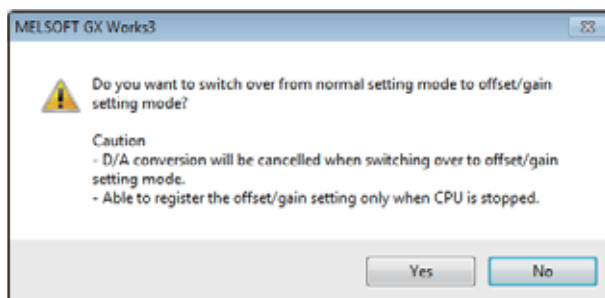 MELSOFT GX Works3
Do you want to switch over from normal setting mode to offset/gain
setting mode?
Caution
- D/A conversion will be cancelled when switching over to offset/gain
setting mode.
- Able to register the offset/gain setting only when CPU is stopped.
Yes
No